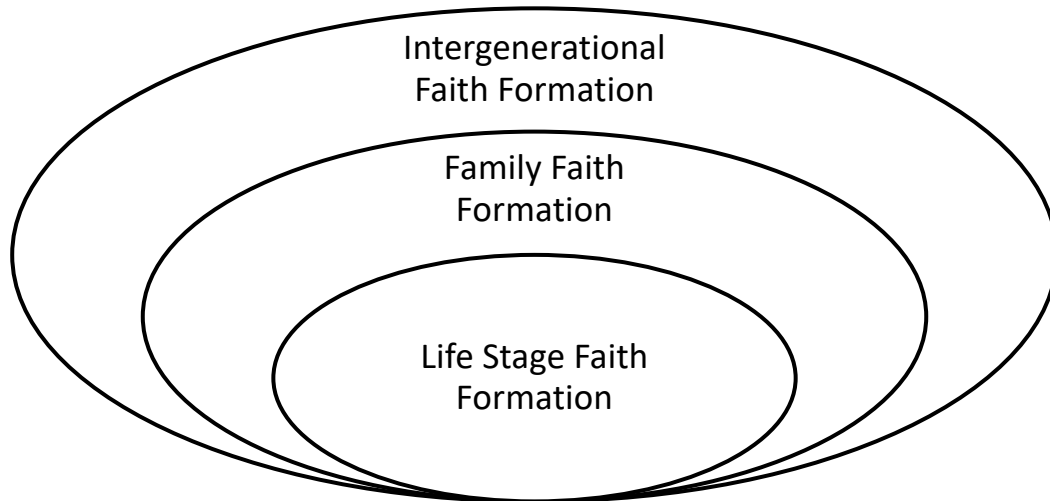 Intergenerational
Faith Formation
Family Faith
Formation
Life Stage Faith
Formation